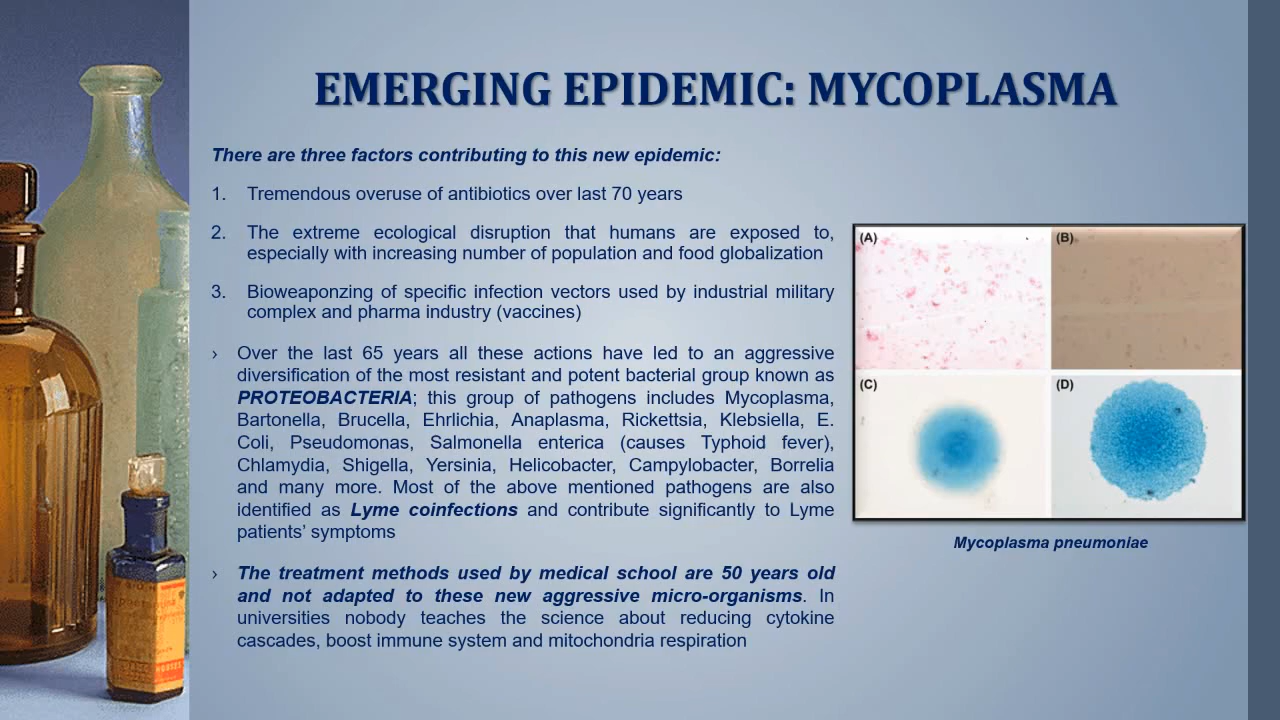 EMERGING EPIDEMIC: MYCOPLASMA
There are three factors contributing to this new epidemic:
1. Tremendous overuse of antibiotics over last 70 years
2. The extreme ecological disruption that humans are exposed to,
especially with increasing number of population and food globalization
3. Bioweaponzing of specific infection vectors used by industrial military
complex and pharma industry (vaccines)
› Over the last 65 years all these actions have led to an aggressive
diversification of the most resistant and potent bacterial group known as
PROTEOBACTERIA; this group of pathogens includes Mycoplasma,
Bartonella, Brucella, Ehrlichia, Anaplasma, Rickettsia, Klebsiella, E.
Coli, Pseudomonas, Salmonella enterica (causes Typhoid fever),
Chlamydia, Shigella, Yersinia, Helicobacter, Campylobacter, Borrelia
and many more. Most of the above mentioned pathogens are also
identified as Lyme coinfections and contribute significantly to Lyme
patients’ symptoms
› The treatment methods used by medical school are 50 years old
and not adapted to these new aggressive micro-organisms. In
universities nobody teaches the science about reducing cytokine
cascades, boost immune system and mitochondria respiration
(A)
(B)
(C)
(D)
Mycoplasma pneumoniae